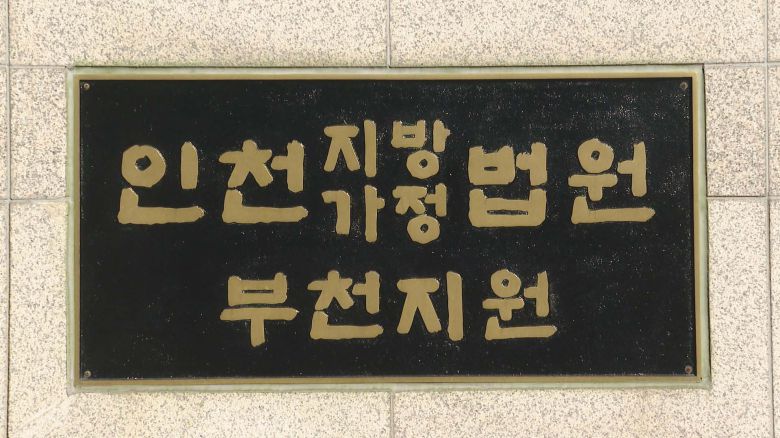 인천 지방 법원
가정
부천지원